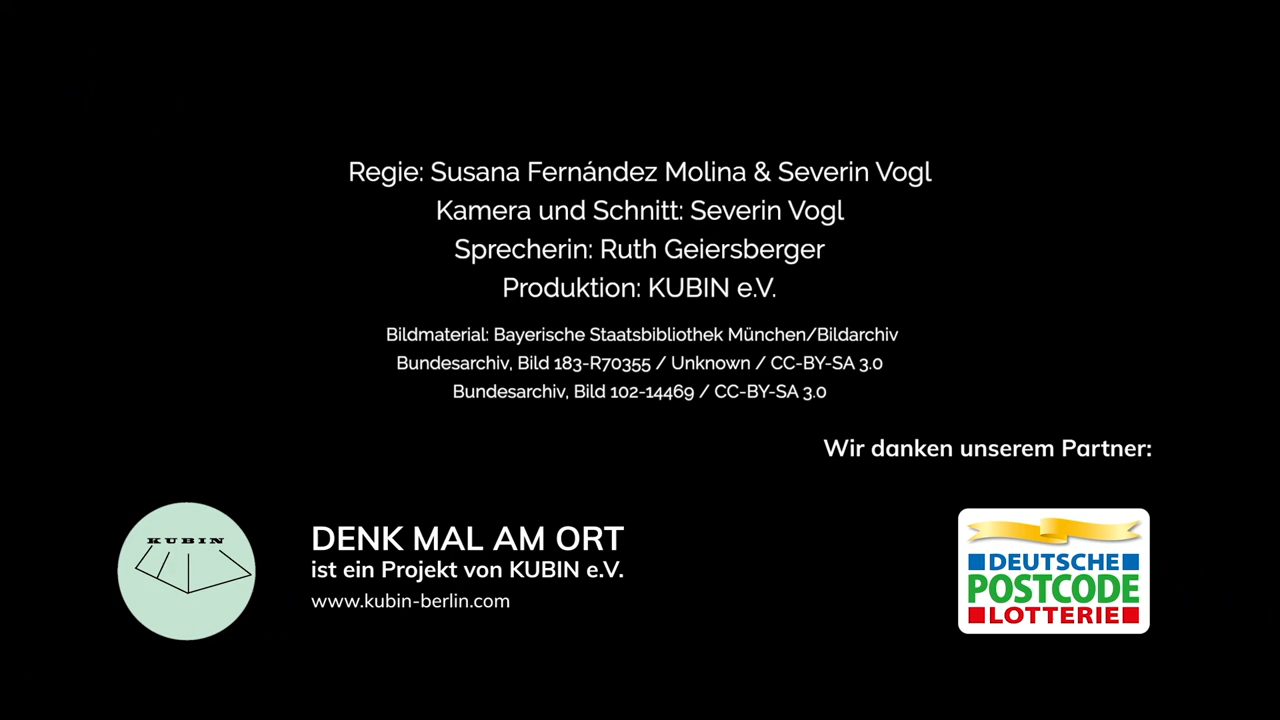 Regie: Susana Fernández Molina & Severin Vogl
Kamera und Schnitt: Severin Vogl
Sprecherin: Ruth Geiersberger
Produktion: KUBIN e.V.
Bildmaterial: Bayerische Staatsbibliothek München/Bildarchiv
Bundesarchiv, Bild 183-R70355 / Unknown / CC-BY-SA 3.0
Bundesarchiv, Bild 102-14469 / CC-BY-SA 3.0
Wir danken unserem Partner:
KUBIN
DENK MAL AM ORT
ist ein Projekt von KUBIN e.V.
www.kubin-berlin.com
DEUTSCHE
POSTCODE
LOTTERIE